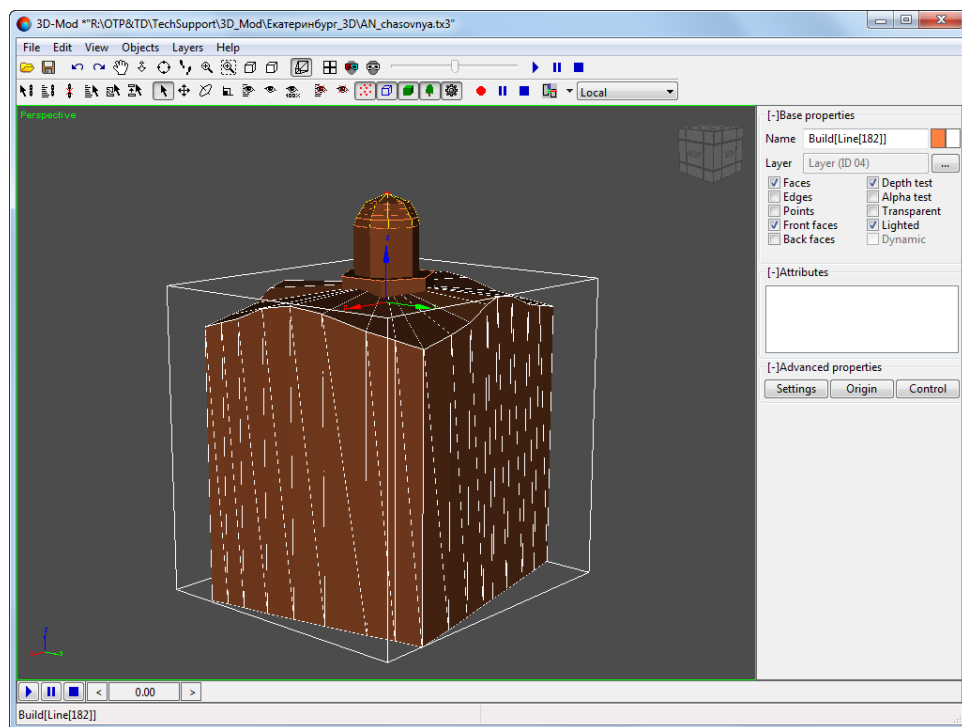 3D-Mod *"R:\OTP&TD\TechSupport\3D_Mod\Екатеринбург_3D\AN_chasovnya.tx3"
File Edit View Objects Layers Help
Local
Perspective
[-]Base properties
Name Build[Line[182]]
Layer Layer (ID 04) ...
Faces Depth test
Edges Alpha test
Points Transparent
Front faces Lighted
Back faces Dynamic
[-]Attributes
[-]Advanced properties
Settings Origin Control
z
< 0.00 >
Build[Line[182]]